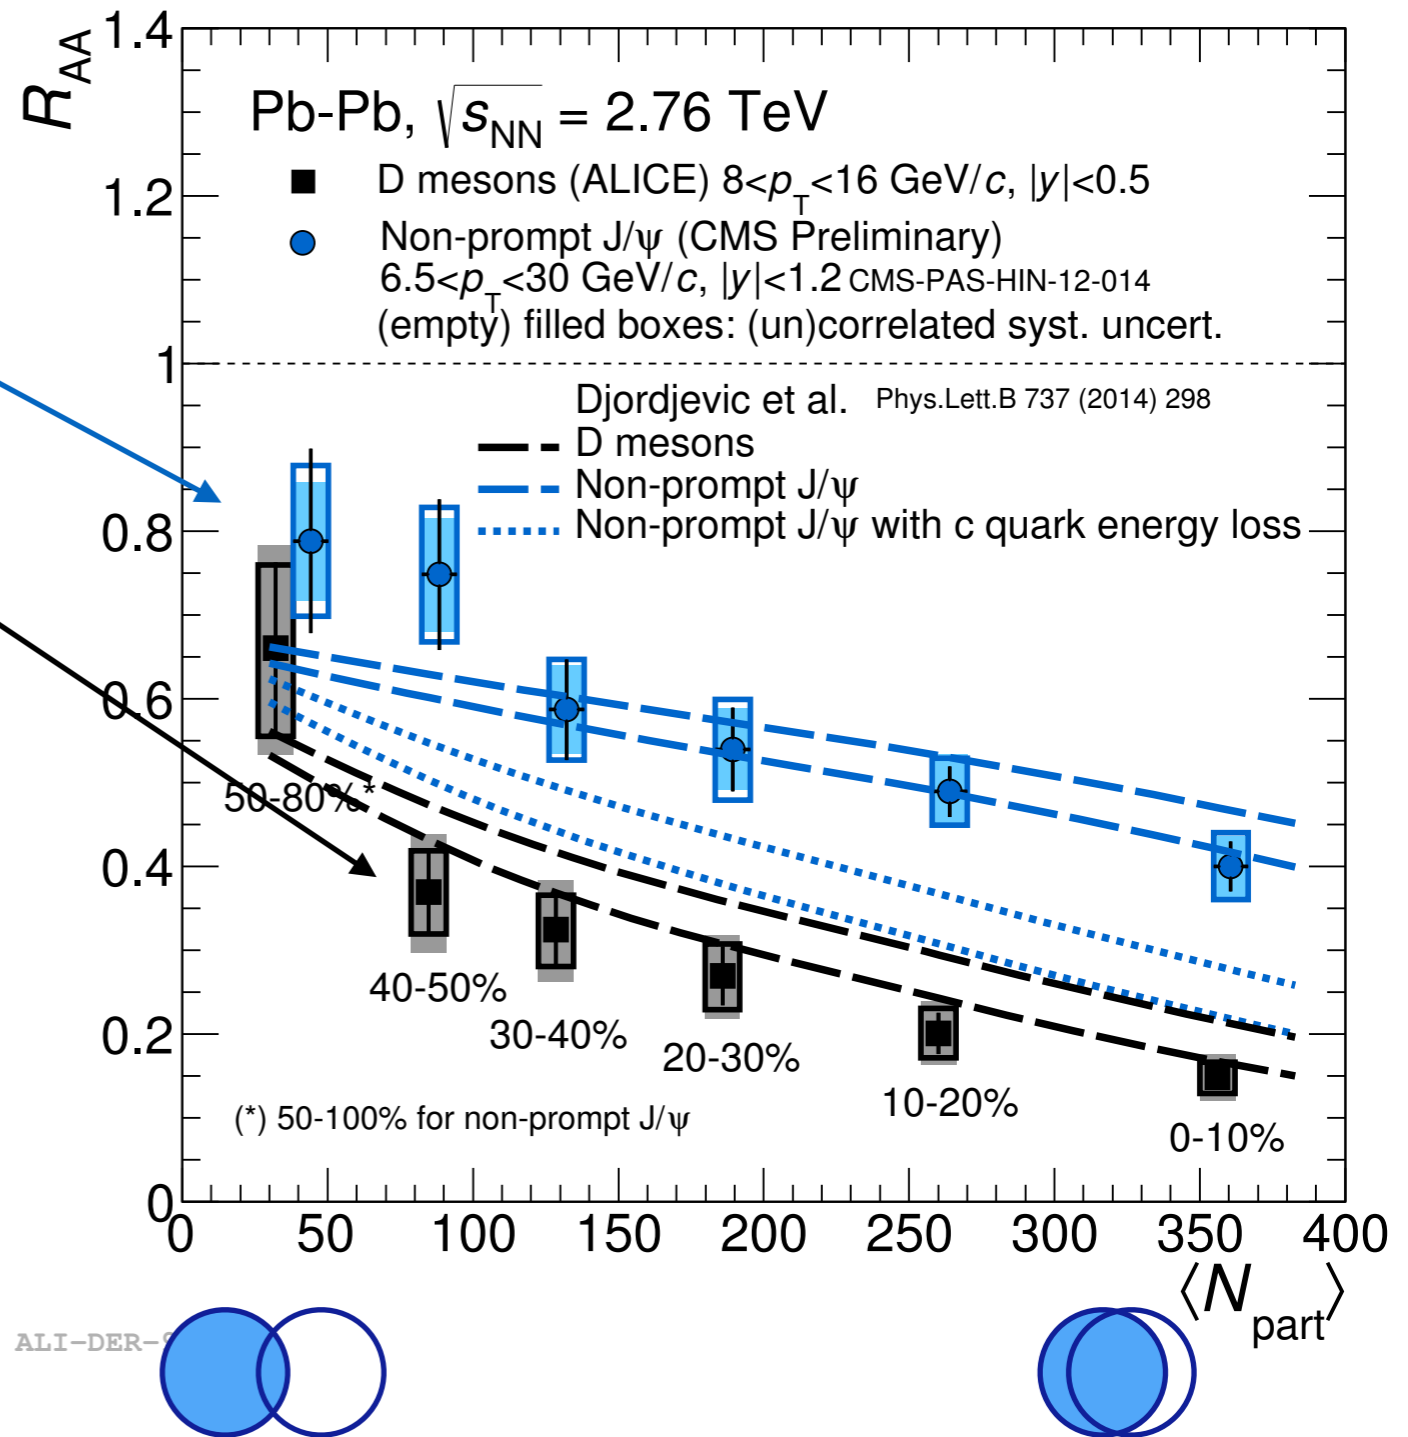 R_AA
1.4
1.2
1
0.8
0.6
0.4
0.2
0
Pb-Pb, √s_NN = 2.76 TeV
D mesons (ALICE) 8<p_T<16 GeV/c, |y|<0.5
Non-prompt J/ψ (CMS Preliminary)
6.5<p_T<30 GeV/c, |y|<1.2 CMS-PAS-HIN-12-014
(empty) filled boxes: (un)correlated syst. uncert.
Djordjevic et al. Phys.Lett.B 737 (2014) 298
D mesons
Non-prompt J/ψ
Non-prompt J/ψ with c quark energy loss
50-80%*
40-50%
30-40%
20-30%
10-20%
0-10%
(*) 50-100% for non-prompt J/ψ
0 50 100 150 200 250 300 350 400
⟨N_part⟩
ALI-DER-